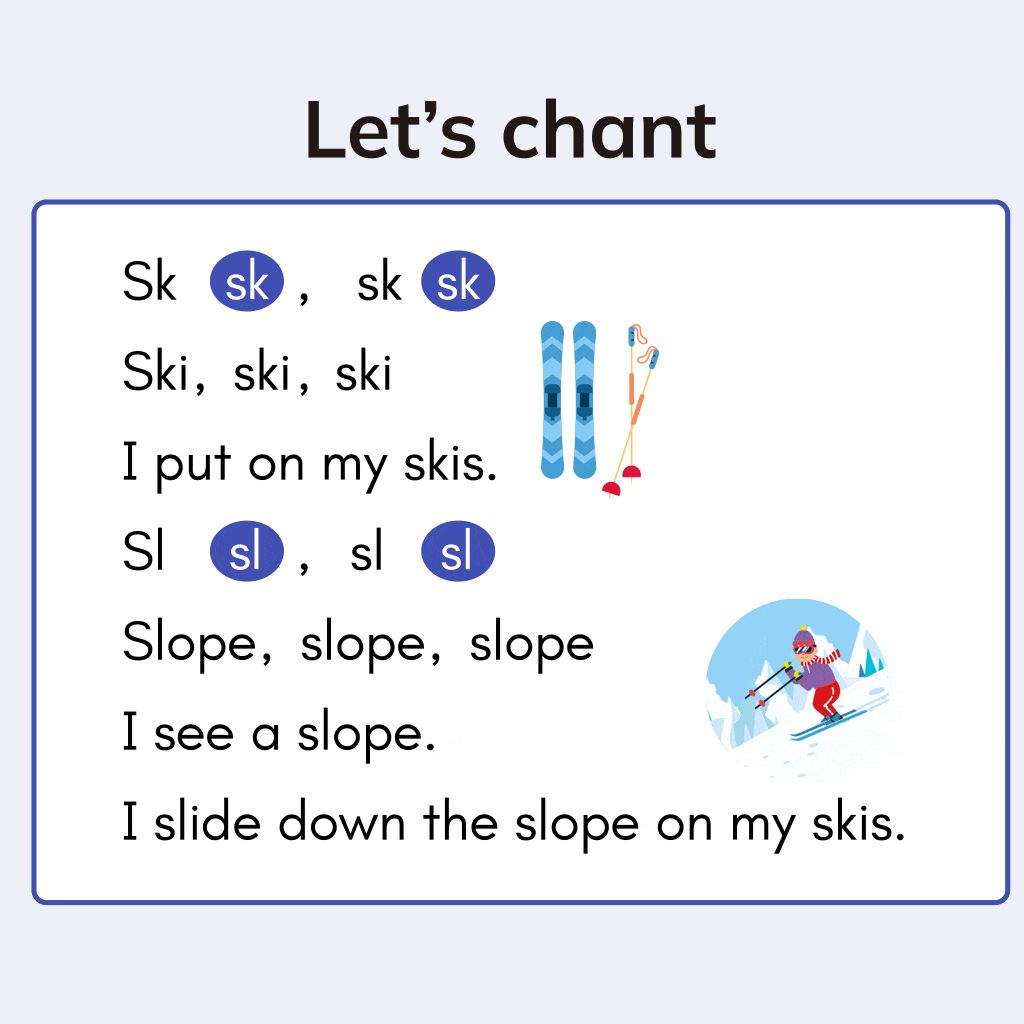 Let's chant
Sk sk , sk sk
Ski, ski, ski
I put on my skis.
Sl sl , sl sl
Slope, slope, slope
I see a slope.
I slide down the slope on my skis.